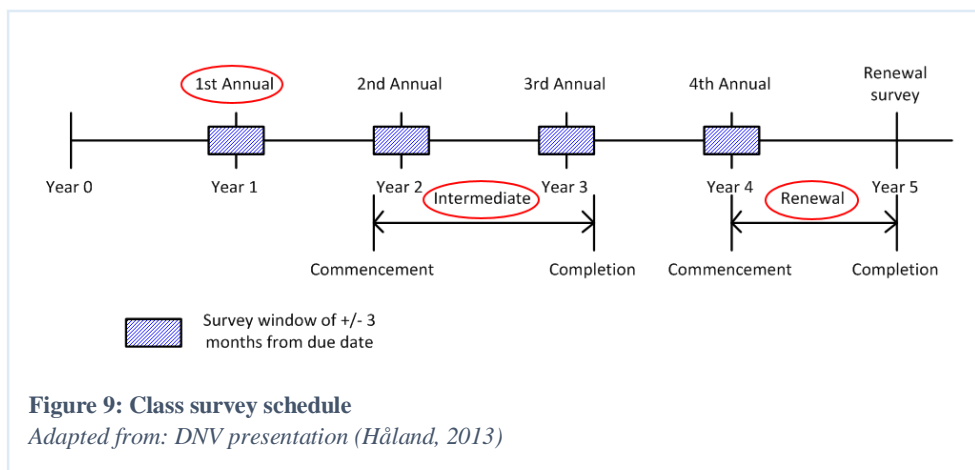 Renewal
survey
1st Annual
2nd Annual
3rd Annual
4th Annual
Year 0
Year 1
Year 2
Year 3
Year 4
Year 5
Intermediate
Renewal
Commencement
Completion
Commencement
Completion
Survey window of +/- 3
months from due date
Figure 9: Class survey schedule
Adapted from: DNV presentation (Håland, 2013)